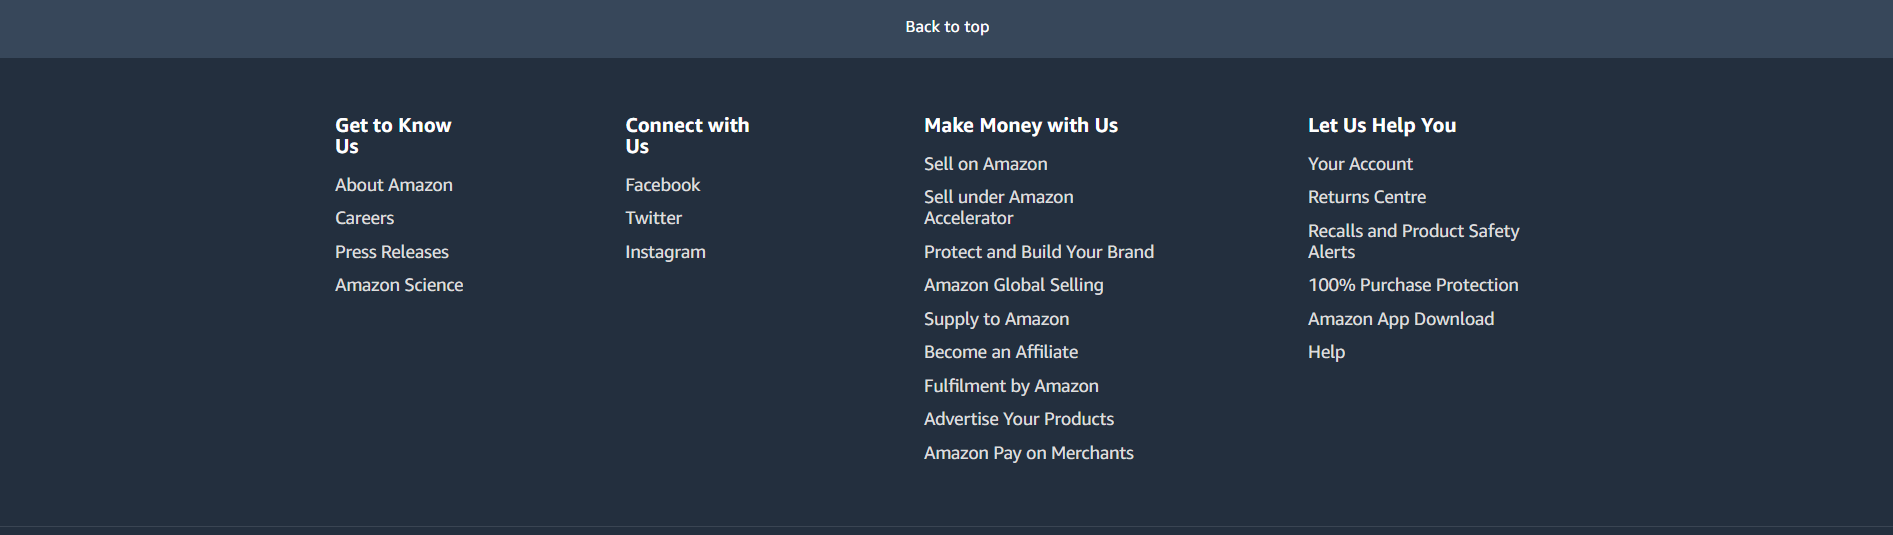 Back to top
Get to Know
Us
About Amazon
Careers
Press Releases
Amazon Science
Connect with
Us
Facebook
Twitter
Instagram
Make Money with Us
Sell on Amazon
Sell under Amazon
Accelerator
Protect and Build Your Brand
Amazon Global Selling
Supply to Amazon
Become an Affiliate
Fulfilment by Amazon
Advertise Your Products
Amazon Pay on Merchants
Let Us Help You
Your Account
Returns Centre
Recalls and Product Safety
Alerts
100% Purchase Protection
Amazon App Download
Help